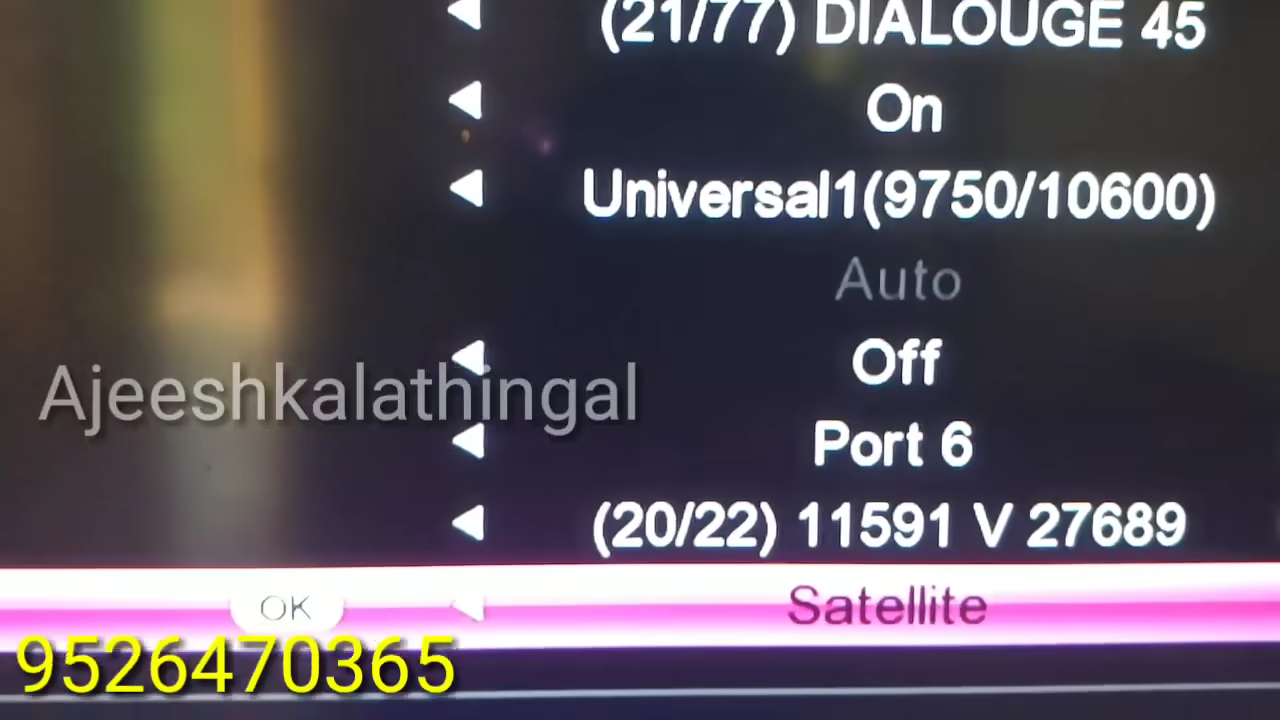 (21/77) DIALOUGE 45
On
Universal1(9750/10600)
Auto
Off
Ajeeshkalathingal
Port 6
(20/22) 11591 V 27689
OK
Satellite
9526470365